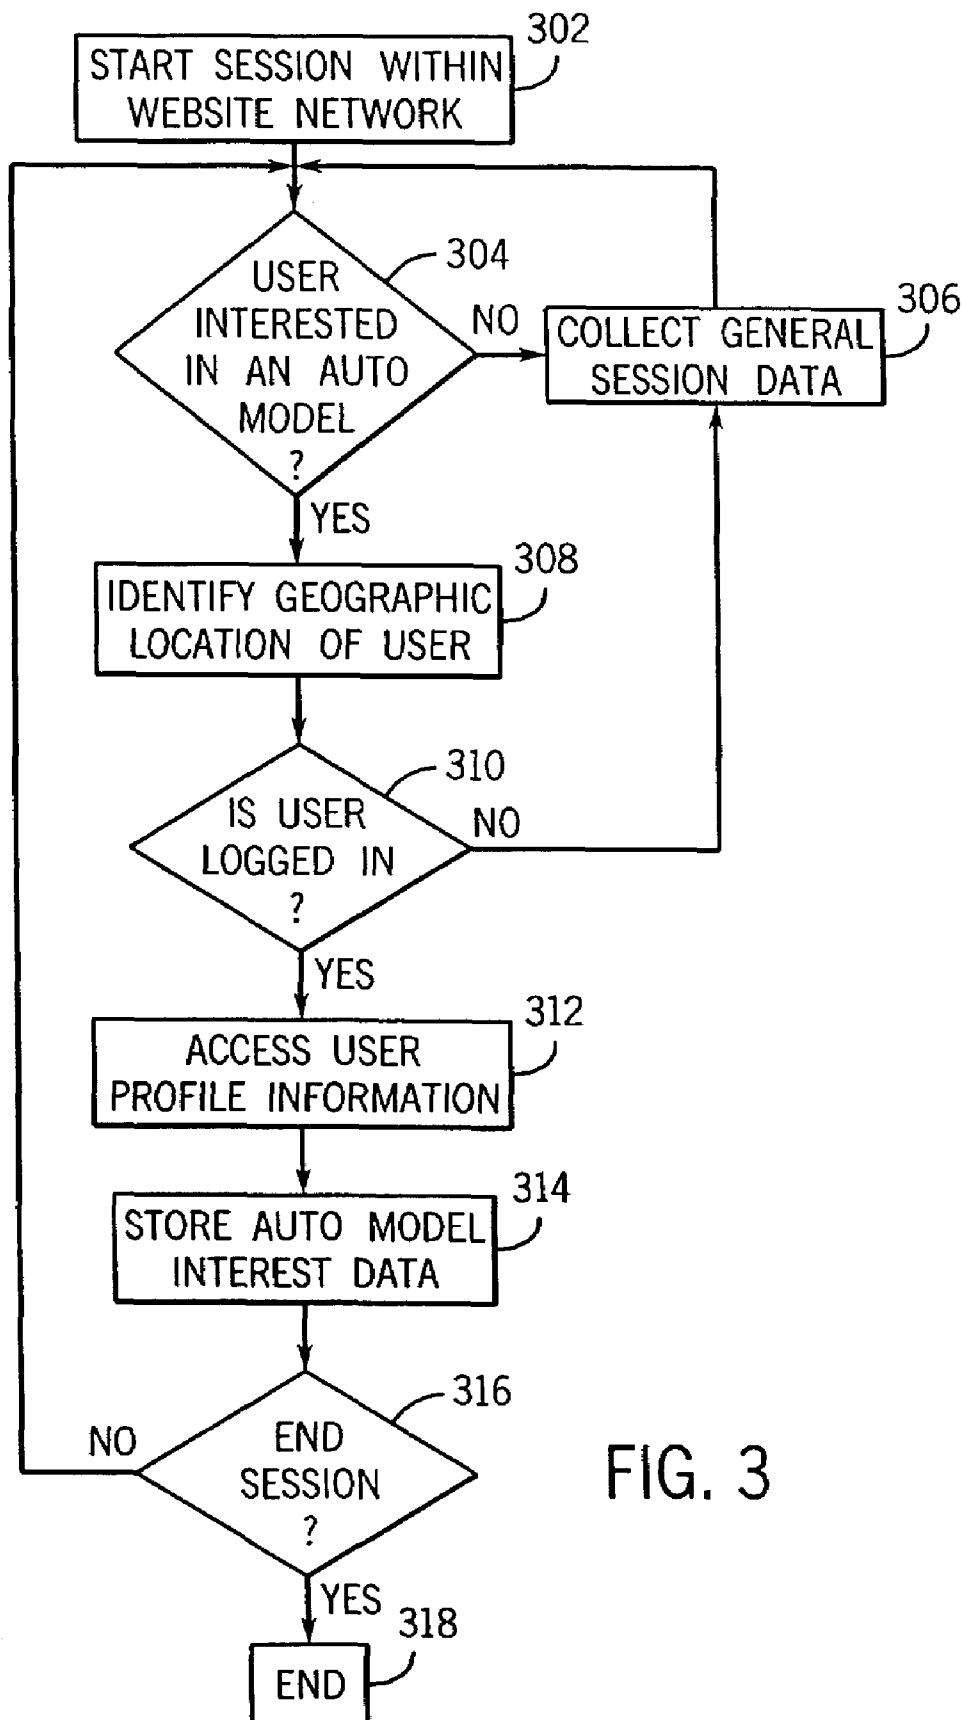 302
START SESSION WITHIN
WEBSITE NETWORK
304
USER
INTERESTED
IN AN AUTO
MODEL
?
NO
306
COLLECT GENERAL
SESSION DATA
YES
308
IDENTIFY GEOGRAPHIC
LOCATION OF USER
310
IS USER
LOGGED IN
?
NO
YES
312
ACCESS USER
PROFILE INFORMATION
314
STORE AUTO MODEL
INTEREST DATA
316
END
SESSION
?
NO
YES
318
END
FIG. 3